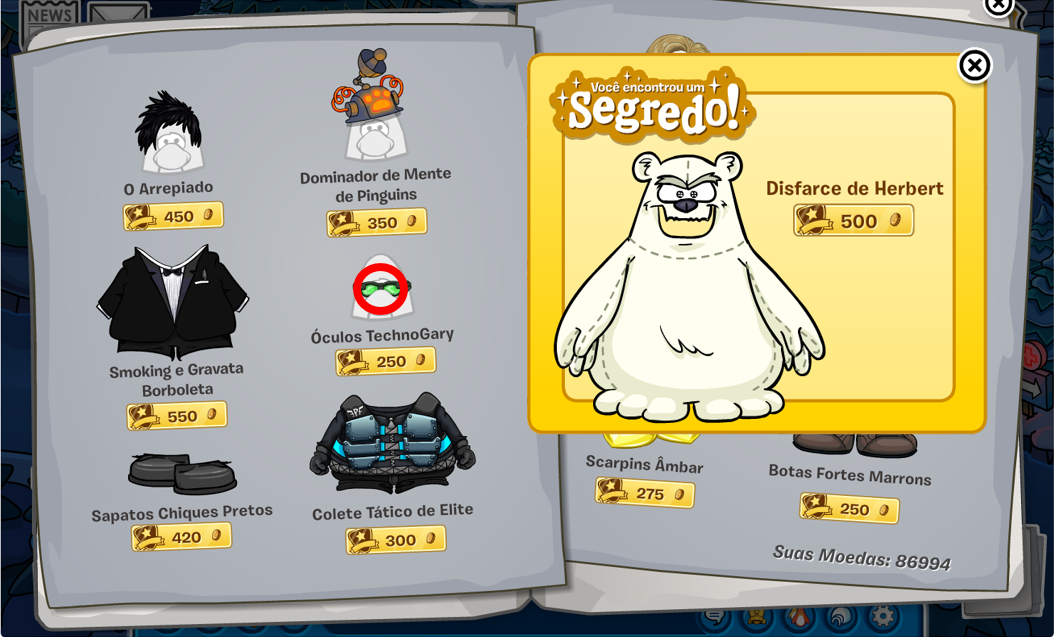 NEWS
O Arrepiado
450
Dominador de Mente
de Pinguins
350
Smoking e Gravata
Borboleta
550
Óculos TechnoGary
250
Sapatos Chiques Pretos
420
EPF
Colete Tático de Elite
300
Você encontrou um
Segredo!
Disfarce de Herbert
500
Scarpins Âmbar
275
Botas Fortes Marrons
250
Suas Moedas: 86994